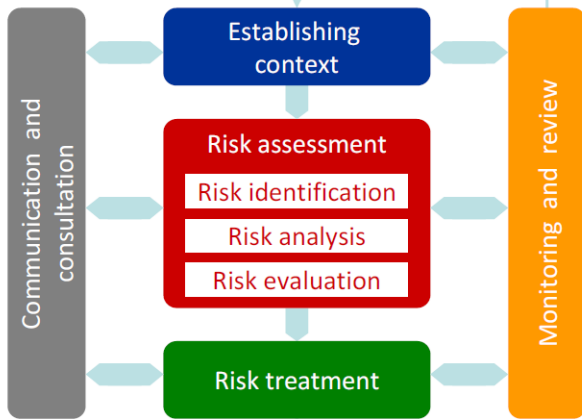 Communication and
consultation
Establishing
context
Risk assessment
Risk identification
Risk analysis
Risk evaluation
Risk treatment
Monitoring and review